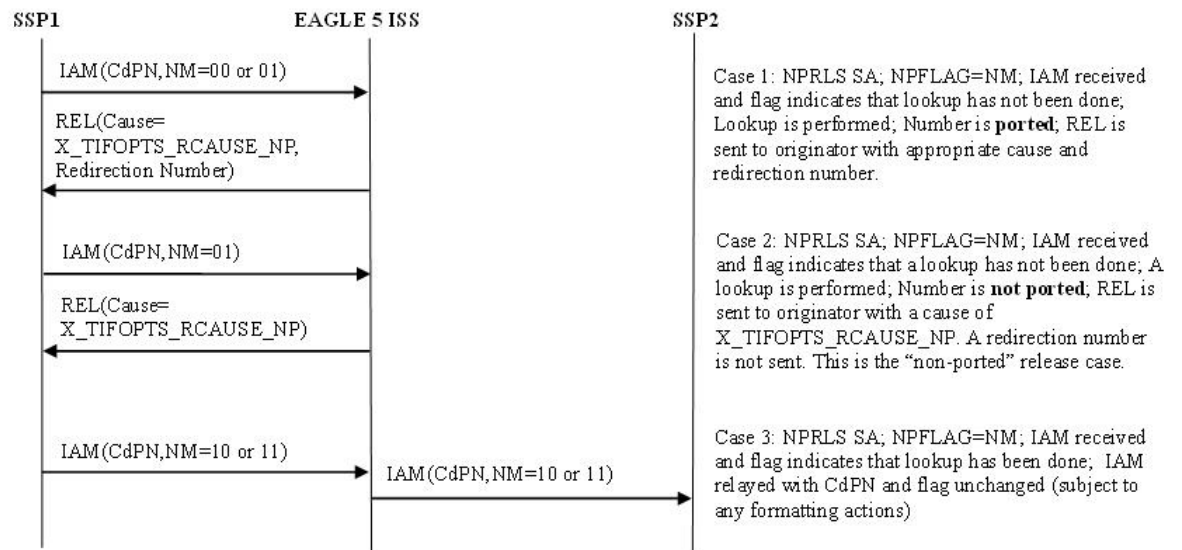 SSP1
EAGLE 5 ISS
SSP2
IAM(CdPN,NM=00 or 01)
REL(Cause=
X_TIFOPTS_RCAUSE_NP,
Redirection Number)
Case 1: NPRLS SA; NPFLAG=NM; IAM received
and flag indicates that lookup has not been done;
Lookup is performed; Number is ported; REL is
sent to originator with appropriate cause and
redirection number.
IAM(CdPN,NM=01)
REL(Cause=
X_TIFOPTS_RCAUSE_NP)
Case 2: NPRLS SA; NPFLAG=NM; IAM received
and flag indicates that a lookup has not been done; A
lookup is performed; Number is not ported; REL is
sent to originator with a cause of
X_TIFOPTS_RCAUSE_NP. A redirection number
is not sent. This is the “non-ported” release case.
IAM(CdPN,NM=10 or 11)
IAM(CdPN,NM=10 or 11)
Case 3: NPRLS SA; NPFLAG=NM; IAM received
and flag indicates that lookup has been done; IAM
relayed with CdPN and flag unchanged (subject to
any formatting actions)